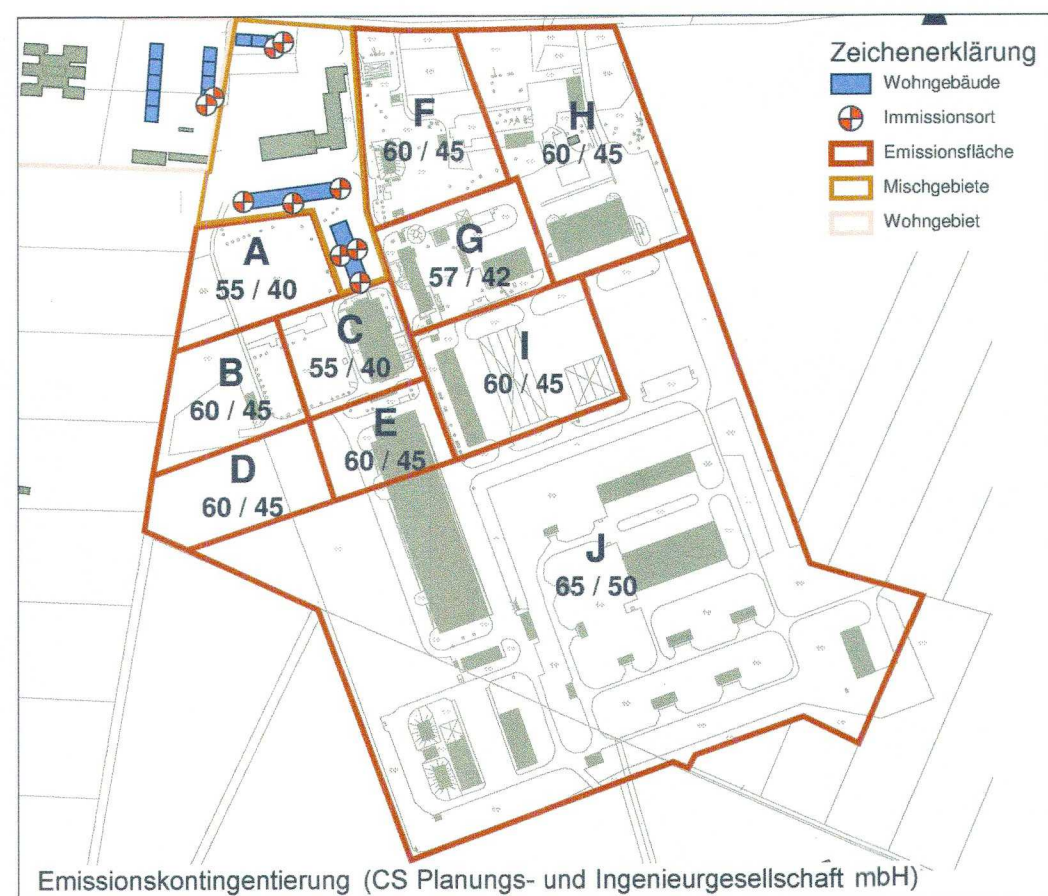 Zeichenerklärung
Wohngebäude
Immissionsort
Emissionsfläche
Mischgebiete
Wohngebiet
F
60 / 45
H
60 / 45
A
55 / 40
G
57 / 42
C
55 / 40
I
60 / 45
B
60 / 45
E
60 / 45
D
60 / 45
J
65 / 50
Emissionskontingentierung (CS Planungs- und Ingenieurgesellschaft mbH)